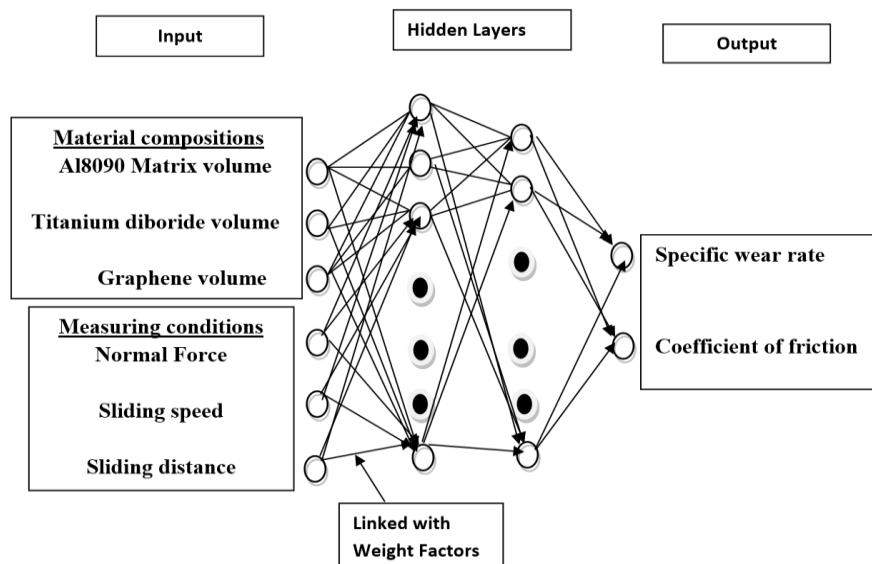 Input
Hidden Layers
Output
Material compositions
Al8090 Matrix volume
Titanium diboride volume
Graphene volume
Measuring conditions
Normal Force
Sliding speed
Sliding distance
Specific wear rate
Coefficient of friction
Linked with
Weight Factors